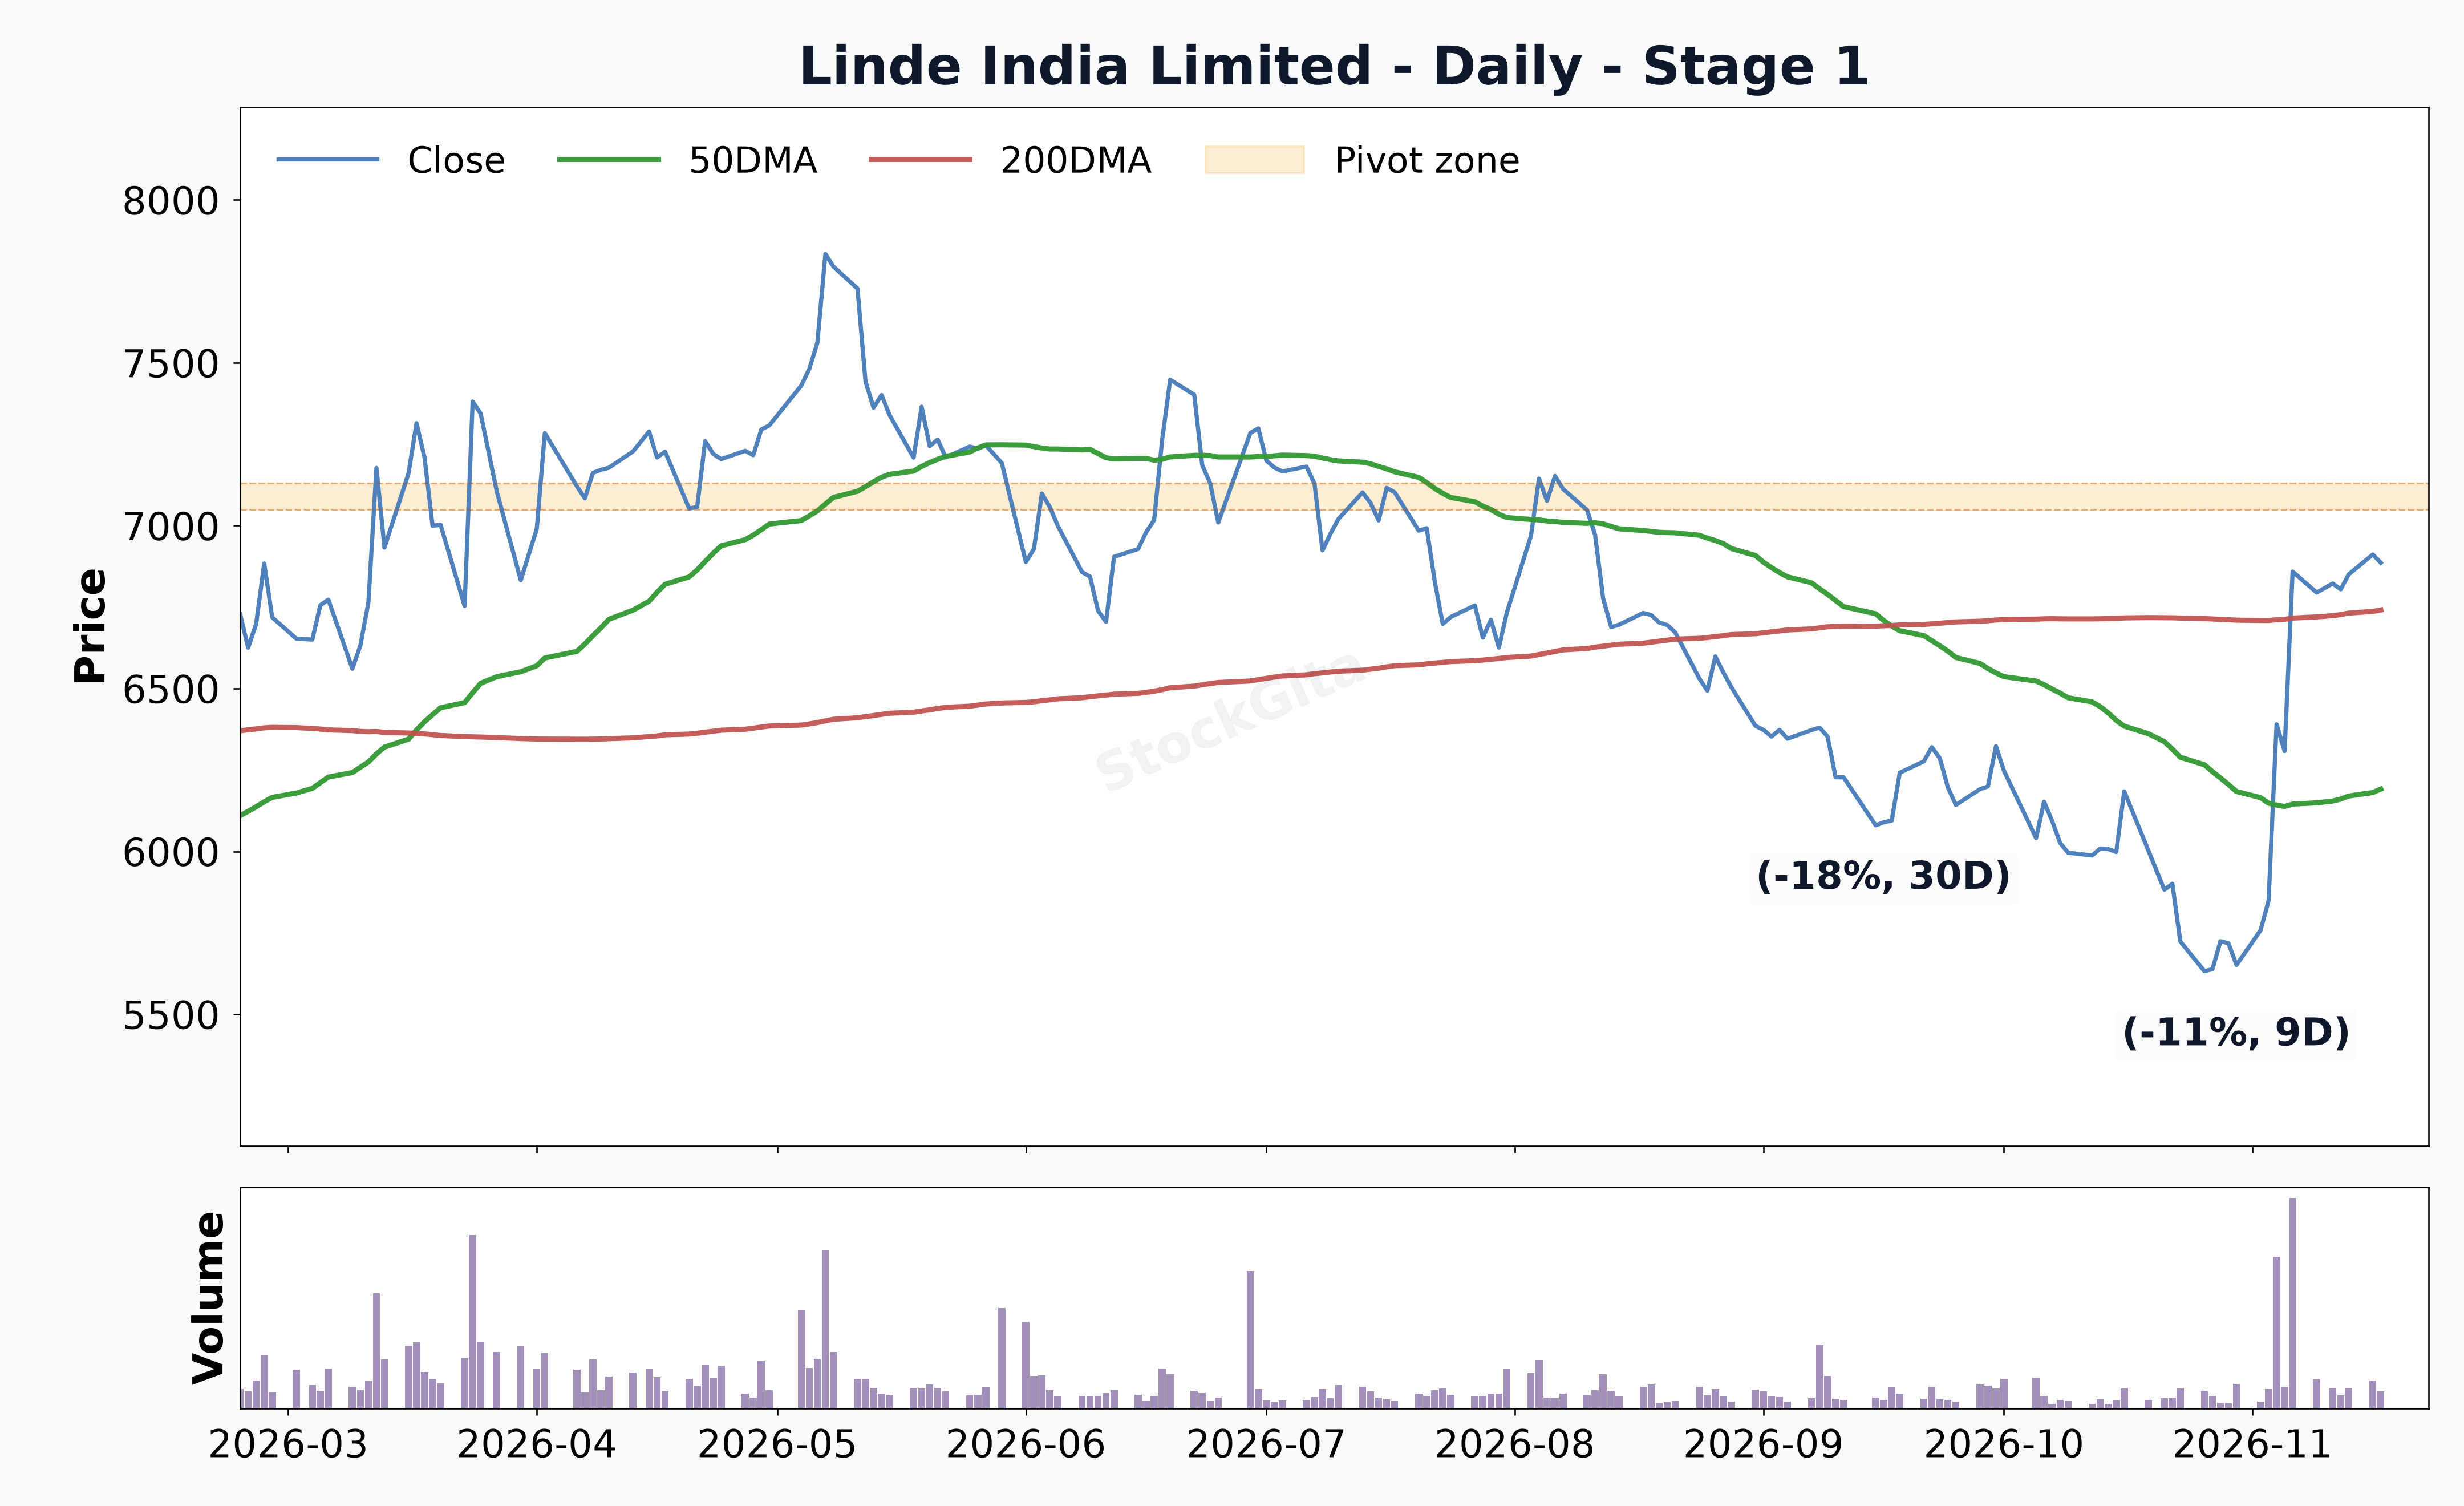 Linde India Limited - Daily - Stage 1
Close 50DMA 200DMA Pivot zone
8000
7500
7000
6500
6000
5500
Price
StockGita
(-18%, 30D)
(-11%, 9D)
Volume
2026-03 2026-04 2026-05 2026-06 2026-07 2026-08 2026-09 2026-10 2026-11